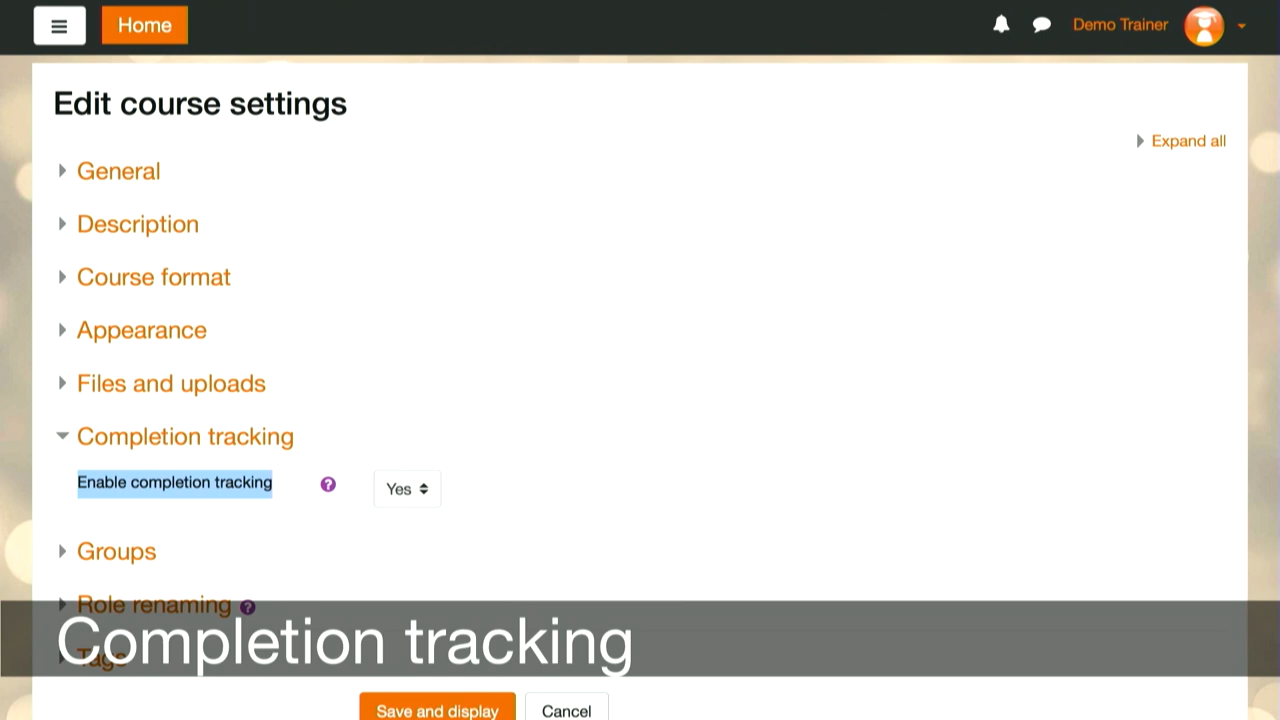 Home
Demo Trainer
Edit course settings
Expand all
General
Description
Course format
Appearance
Files and uploads
Completion tracking
Enable completion tracking
Yes
Groups
Role renaming
Completion tracking
Tags
Save and display
Cancel